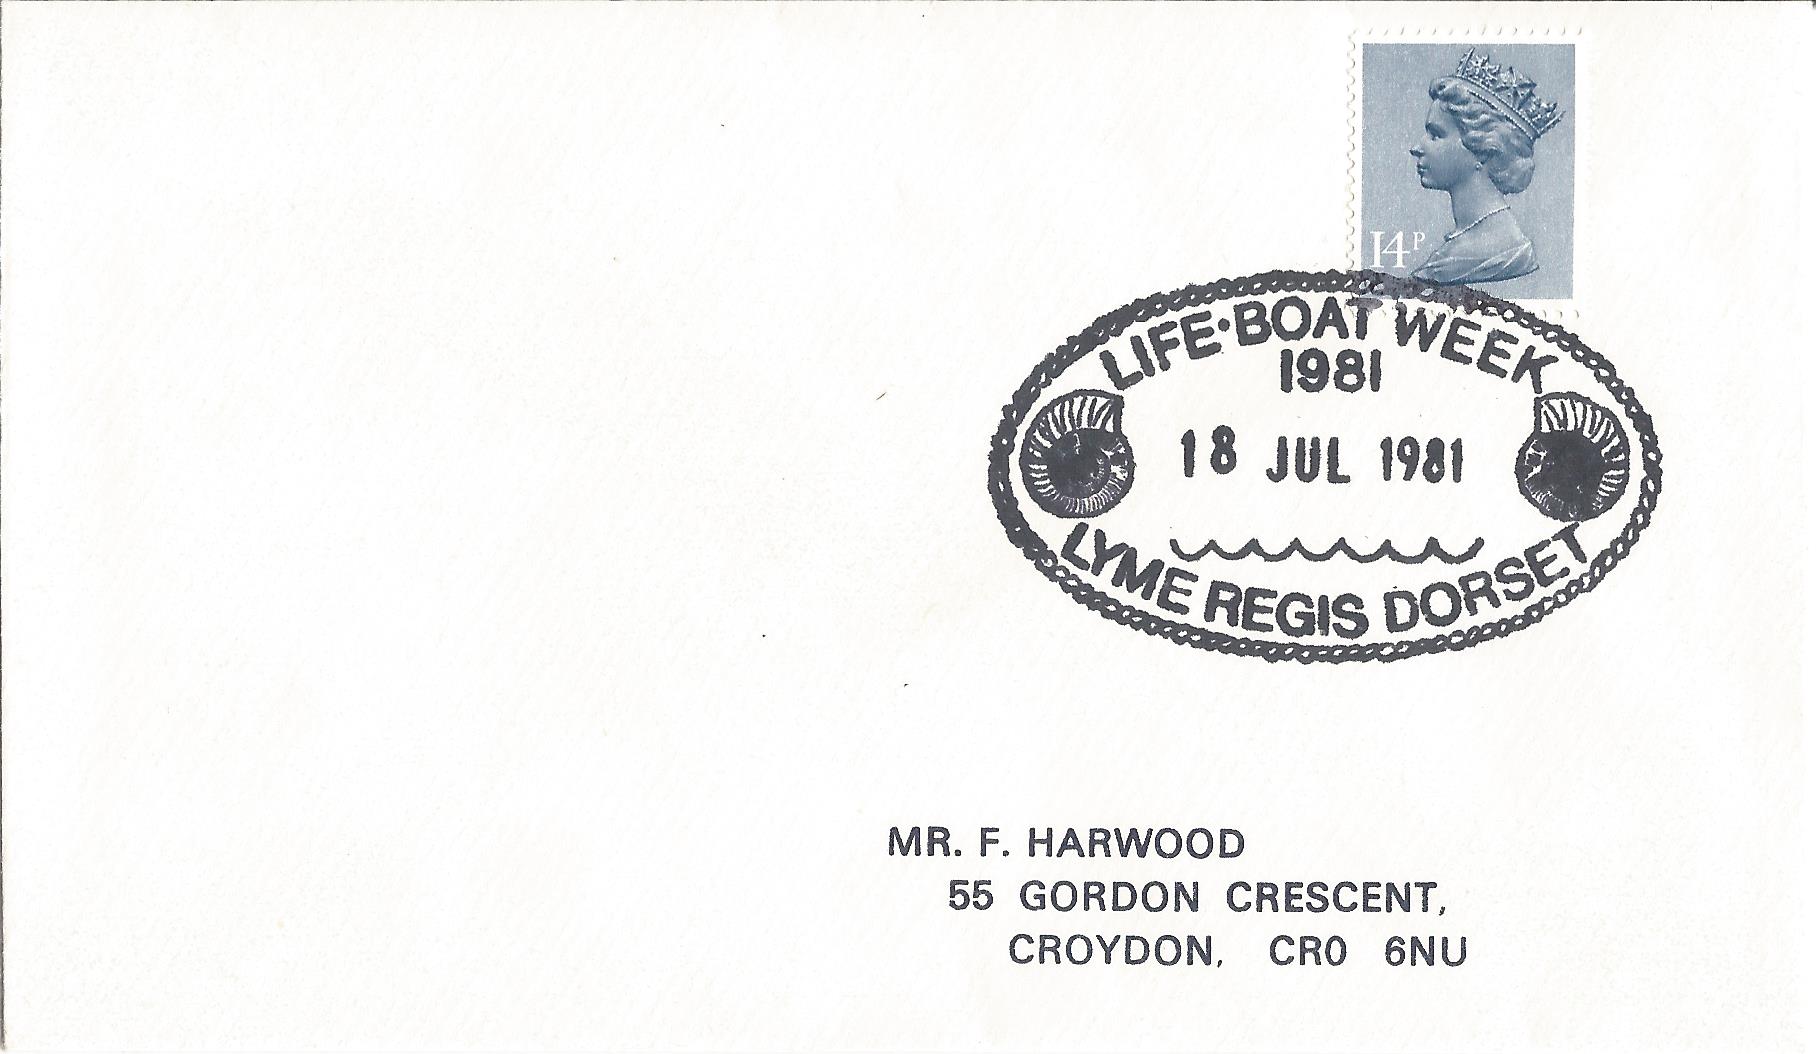 14P
LIFE·BOAT WEEK
1981
18 JUL 1981
LYME REGIS DORSET
MR. F. HARWOOD
55 GORDON CRESCENT,
CROYDON, CR0 6NU